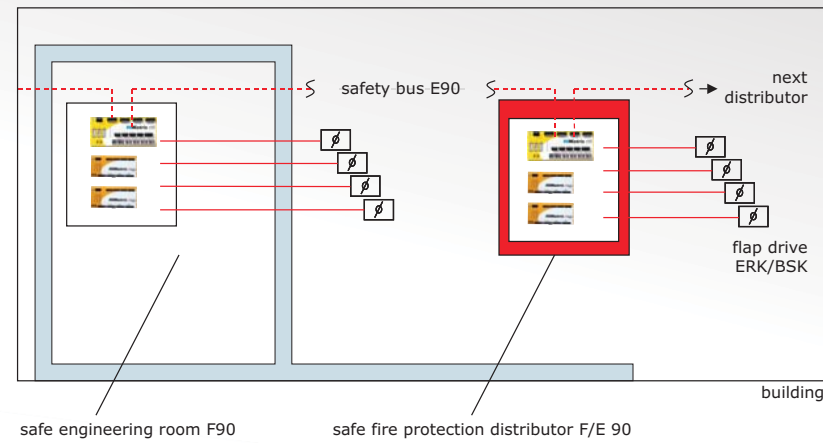 safety bus E90
next
distributor
flap drive
ERK/BSK
building
safe engineering room F90
safe fire protection distributor F/E 90